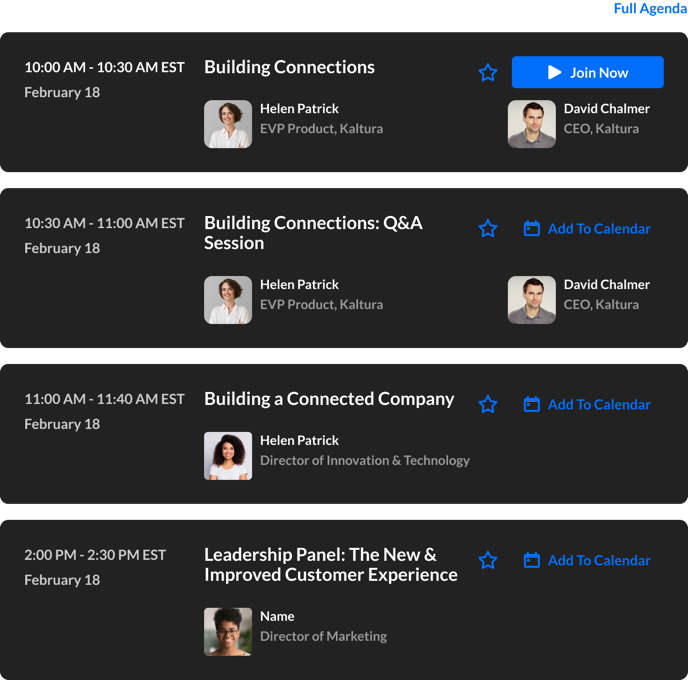 Full Agenda
10:00 AM - 10:30 AM EST
February 18
Building Connections
Join Now
Helen Patrick
EVP Product, Kaltura
David Chalmer
CEO, Kaltura
10:30 AM - 11:00 AM EST
February 18
Building Connections: Q&A
Session
Add To Calendar
Helen Patrick
EVP Product, Kaltura
David Chalmer
CEO, Kaltura
11:00 AM - 11:40 AM EST
February 18
Building a Connected Company
Add To Calendar
Helen Patrick
Director of Innovation & Technology
2:00 PM - 2:30 PM EST
February 18
Leadership Panel: The New &
Improved Customer Experience
Add To Calendar
Name
Director of Marketing